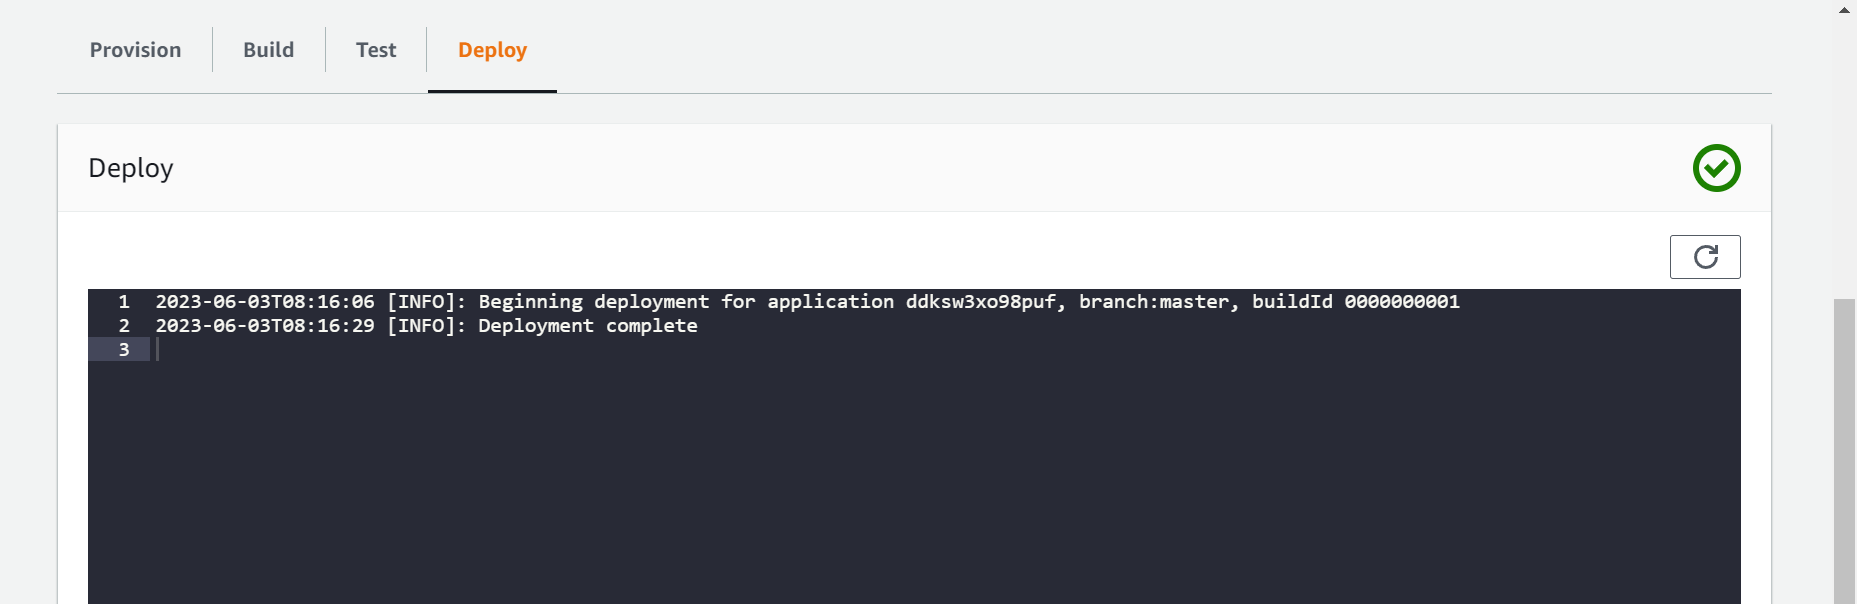 Provision Build Test Deploy
Deploy
1 2023-06-03T08:16:06 [INFO]: Beginning deployment for application ddksw3xo98puf, branch:master, buildId 0000000001
2 2023-06-03T08:16:29 [INFO]: Deployment complete
3